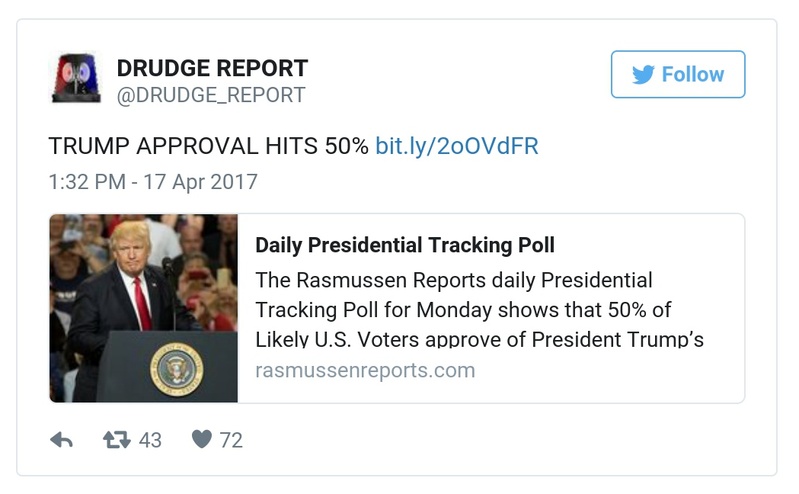 DRUDGE REPORT
@DRUDGE_REPORT
Follow
TRUMP APPROVAL HITS 50% bit.ly/2oOVdFR
1:32 PM - 17 Apr 2017
Daily Presidential Tracking Poll
The Rasmussen Reports daily Presidential
Tracking Poll for Monday shows that 50% of
Likely U.S. Voters approve of President Trump’s
rasmussenreports.com
43 72